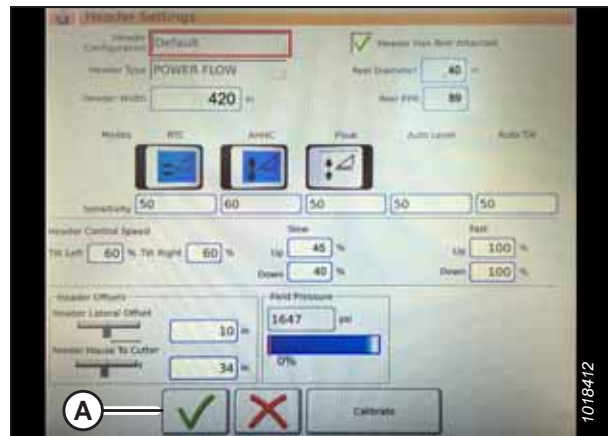 Header Settings
Header Configuration Default Header Has Reel Attached
Header Type POWER FLOW Reel Diameter 40 in
Header Width 420 in Reel PPR 89
Modes RTC AHHC Float Auto Level Auto Tilt
Sensitivity 50 60 50 50 50
Header Control Speed Slow Fast
Tilt Left 60 % Tilt Right 60 % Up 46 % Up 100 %
Down 40 % Down 100 %
Header Offsets Field Pressure
Header Lateral Offset 1647 psi
10 in
Feeder House To Cutter 0%
34 in
A Calibrate
1018412